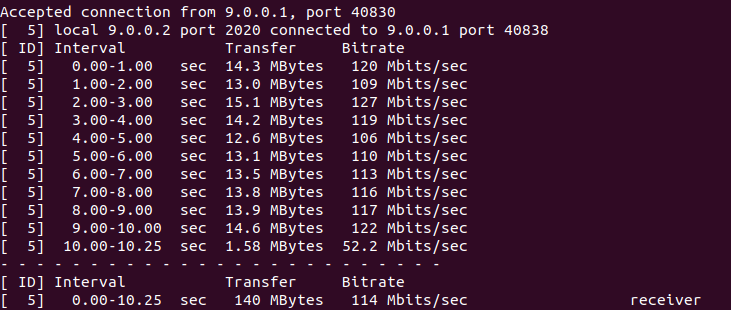 Accepted connection from 9.0.0.1, port 40830
[  5] local 9.0.0.2 port 2020 connected to 9.0.0.1 port 40838
[ ID] Interval           Transfer     Bitrate
[  5]   0.00-1.00   sec  14.3 MBytes   120 Mbits/sec
[  5]   1.00-2.00   sec  13.0 MBytes   109 Mbits/sec
[  5]   2.00-3.00   sec  15.1 MBytes   127 Mbits/sec
[  5]   3.00-4.00   sec  14.2 MBytes   119 Mbits/sec
[  5]   4.00-5.00   sec  12.6 MBytes   106 Mbits/sec
[  5]   5.00-6.00   sec  13.1 MBytes   110 Mbits/sec
[  5]   6.00-7.00   sec  13.5 MBytes   113 Mbits/sec
[  5]   7.00-8.00   sec  13.8 MBytes   116 Mbits/sec
[  5]   8.00-9.00   sec  13.9 MBytes   117 Mbits/sec
[  5]   9.00-10.00  sec  14.6 MBytes   122 Mbits/sec
[  5]  10.00-10.25  sec  1.58 MBytes  52.2 Mbits/sec
- - - - - - - - - - - - - - - - - - - - - - - - -
[ ID] Interval           Transfer     Bitrate
[  5]   0.00-10.25  sec   140 MBytes   114 Mbits/sec                  receiver